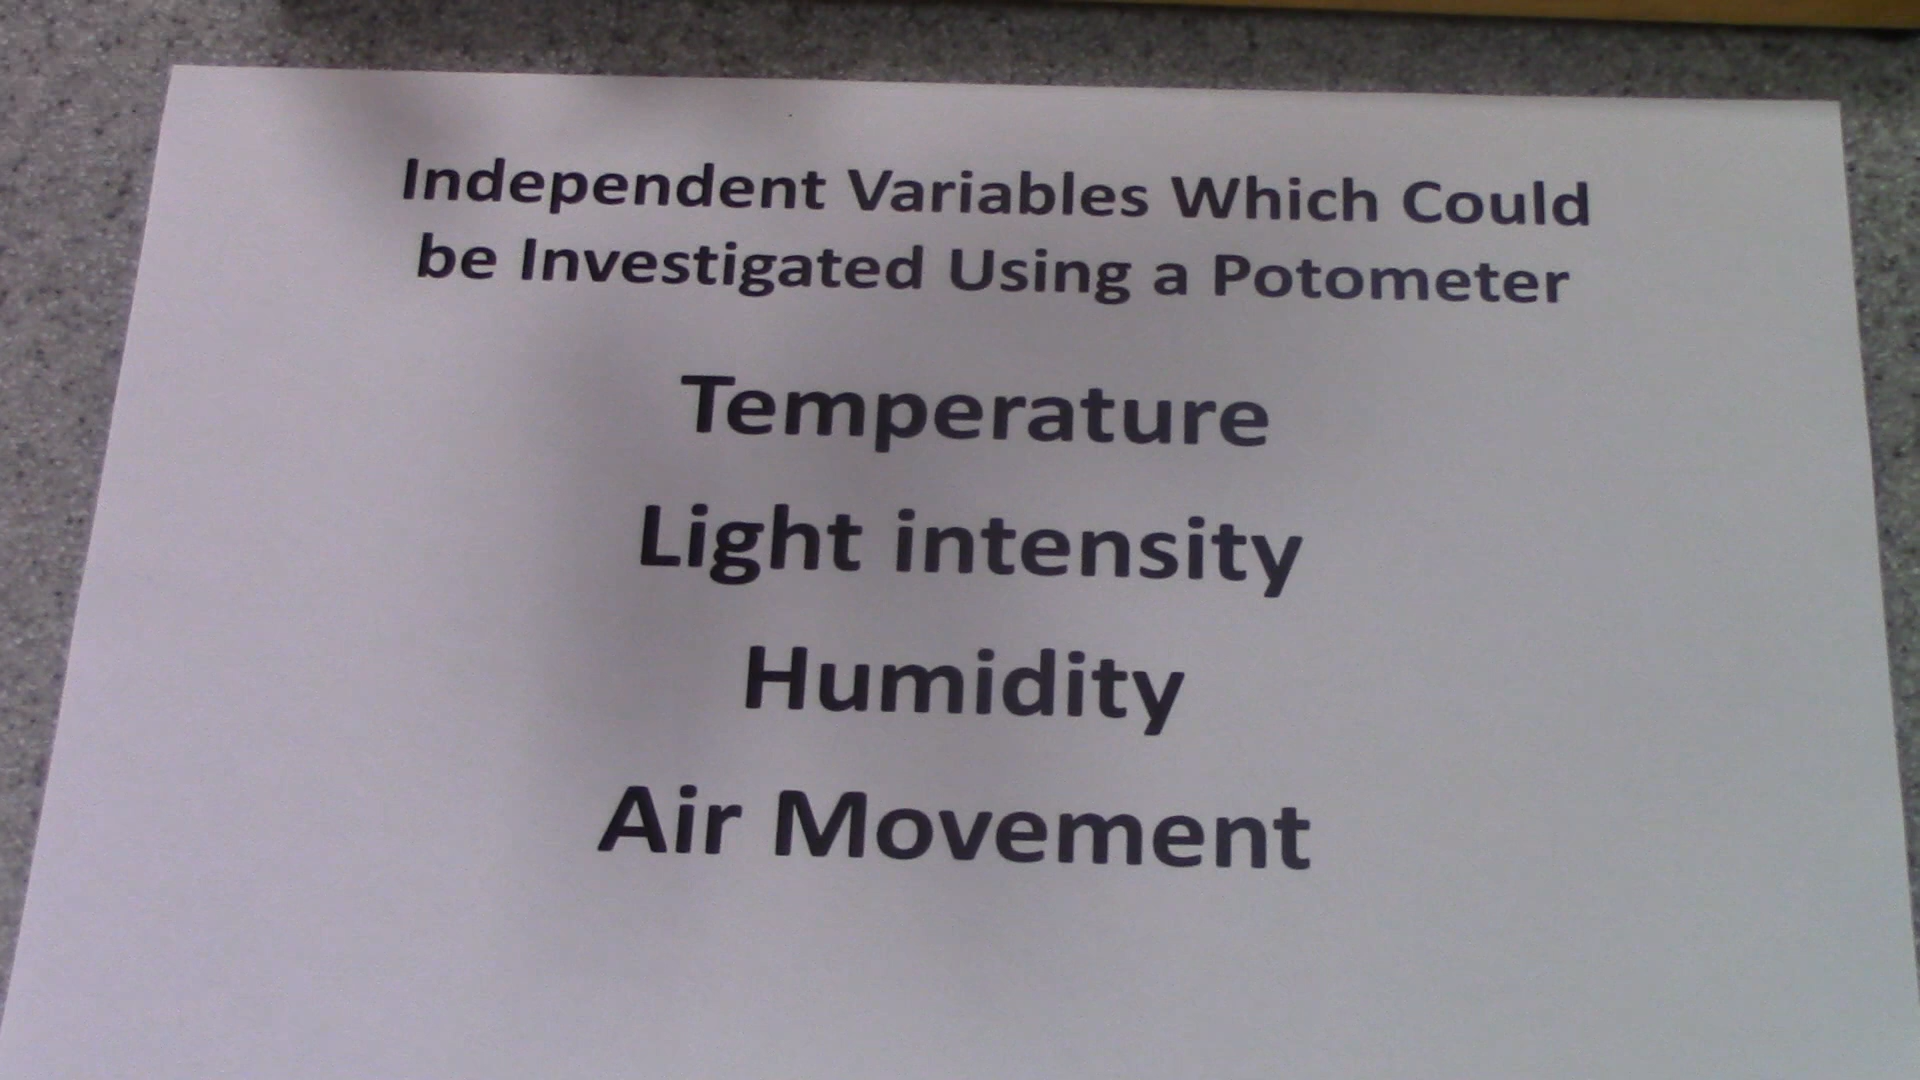 Independent Variables Which Could
be Investigated Using a Potometer
Temperature
Light intensity
Humidity
Air Movement